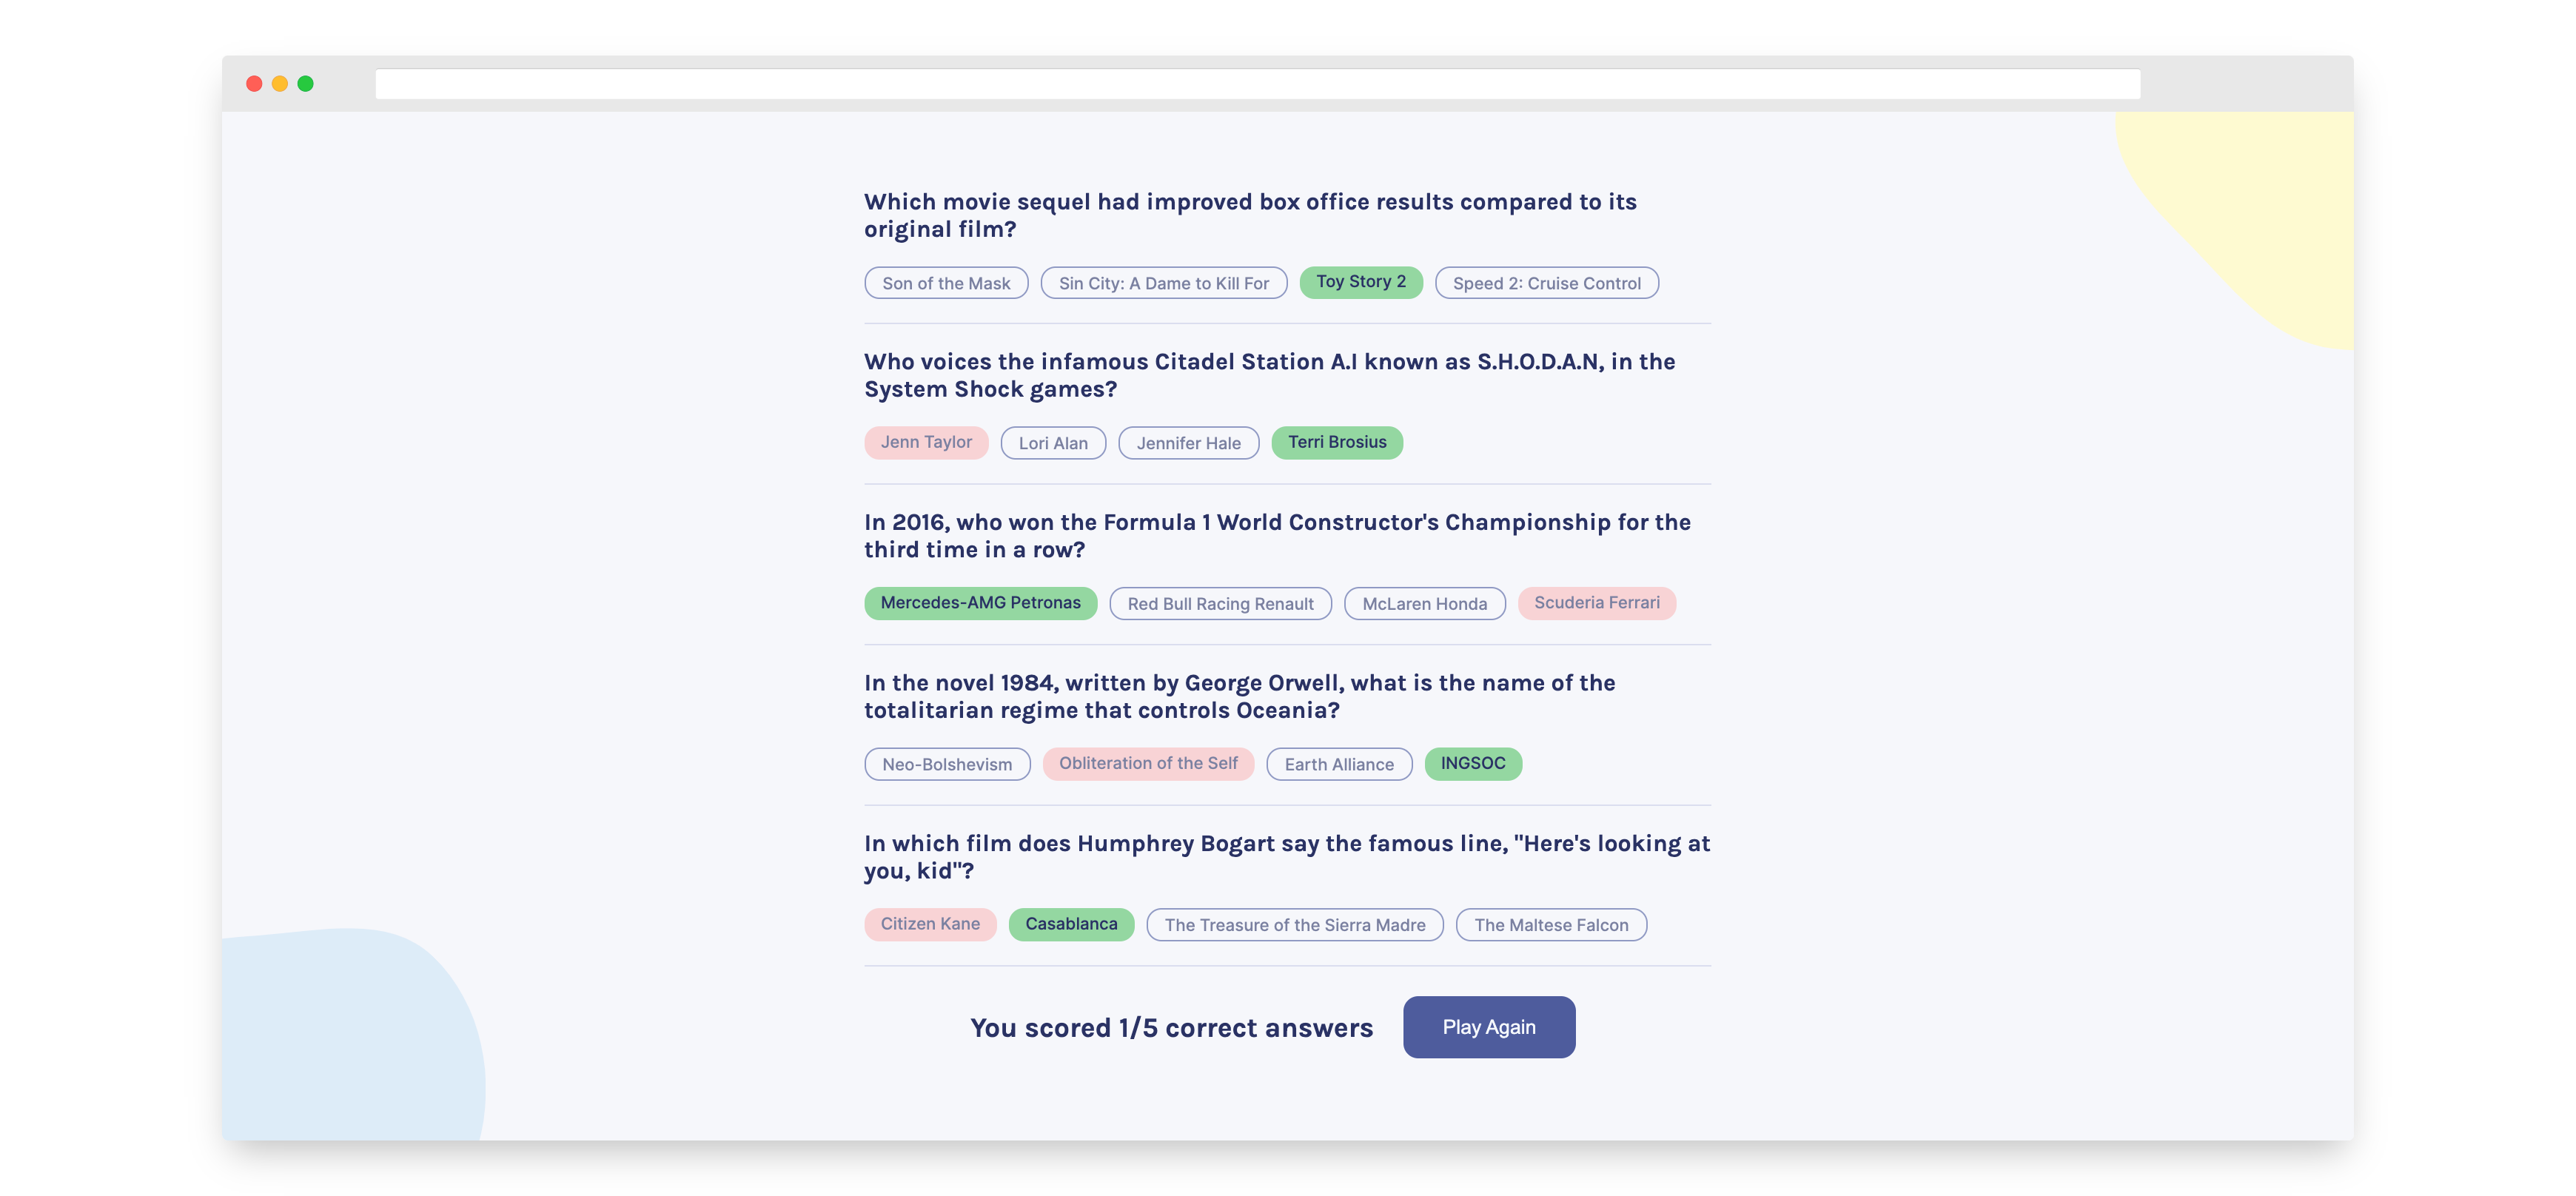 Which movie sequel had improved box office results compared to its
original film?
Son of the Mask Sin City: A Dame to Kill For Toy Story 2 Speed 2: Cruise Control
Who voices the infamous Citadel Station A.I known as S.H.O.D.A.N, in the
System Shock games?
Jenn Taylor Lori Alan Jennifer Hale Terri Brosius
In 2016, who won the Formula 1 World Constructor's Championship for the
third time in a row?
Mercedes-AMG Petronas Red Bull Racing Renault McLaren Honda Scuderia Ferrari
In the novel 1984, written by George Orwell, what is the name of the
totalitarian regime that controls Oceania?
Neo-Bolshevism Obliteration of the Self Earth Alliance INGSOC
In which film does Humphrey Bogart say the famous line, "Here's looking at
you, kid"?
Citizen Kane Casablanca The Treasure of the Sierra Madre The Maltese Falcon
You scored 1/5 correct answers Play Again